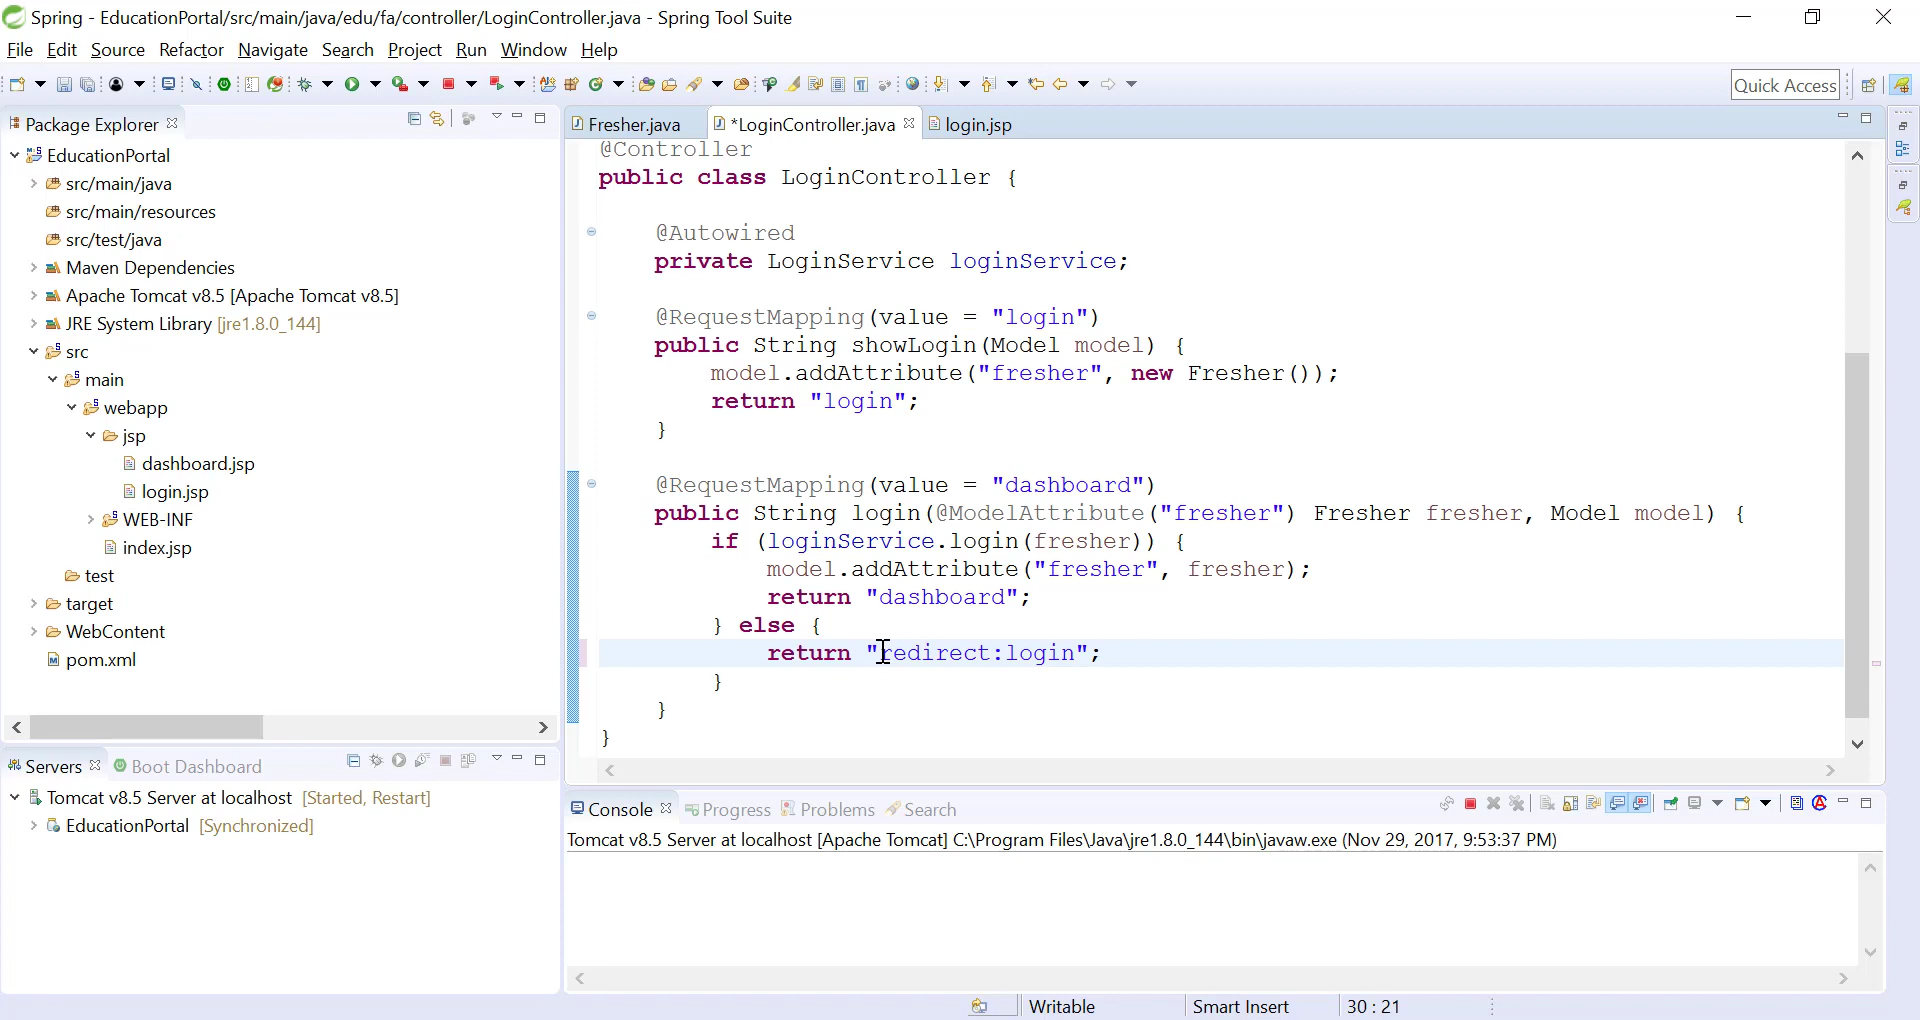 Spring - EducationPortal/src/main/java/edu/fa/controller/LoginController.java - Spring Tool Suite
File Edit Source Refactor Navigate Search Project Run Window Help
Quick Access
Package Explorer
EducationPortal
src/main/java
src/main/resources
src/test/java
Maven Dependencies
Apache Tomcat v8.5 [Apache Tomcat v8.5]
JRE System Library [jre1.8.0_144]
src
main
webapp
jsp
dashboard.jsp
login.jsp
WEB-INF
index.jsp
test
target
WebContent
pom.xml
Servers Boot Dashboard
Tomcat v8.5 Server at localhost [Started, Restart]
EducationPortal [Synchronized]
Fresher.java *LoginController.java login.jsp
@Controller
public class LoginController {
@Autowired
private LoginService loginService;
@RequestMapping(value = "login")
public String showLogin(Model model) {
model.addAttribute("fresher", new Fresher());
return "login";
}
@RequestMapping(value = "dashboard")
public String login(@ModelAttribute("fresher") Fresher fresher, Model model) {
if (loginService.login(fresher)) {
model.addAttribute("fresher", fresher);
return "dashboard";
} else {
return "redirect:login";
}
}
}
Console Progress Problems Search
Tomcat v8.5 Server at localhost [Apache Tomcat] C:\Program Files\Java\jre1.8.0_144\bin\javaw.exe (Nov 29, 2017, 9:53:37 PM)
Writable Smart Insert 30 : 21